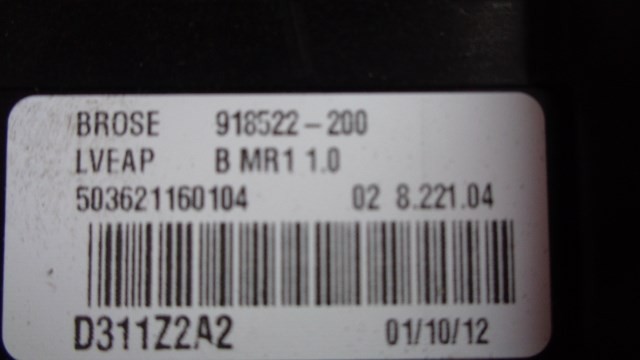 BROSE 918522-200
LVEAP B MR1 1.0
503621160104 02 8.221.04
D311Z2A2 01/10/12